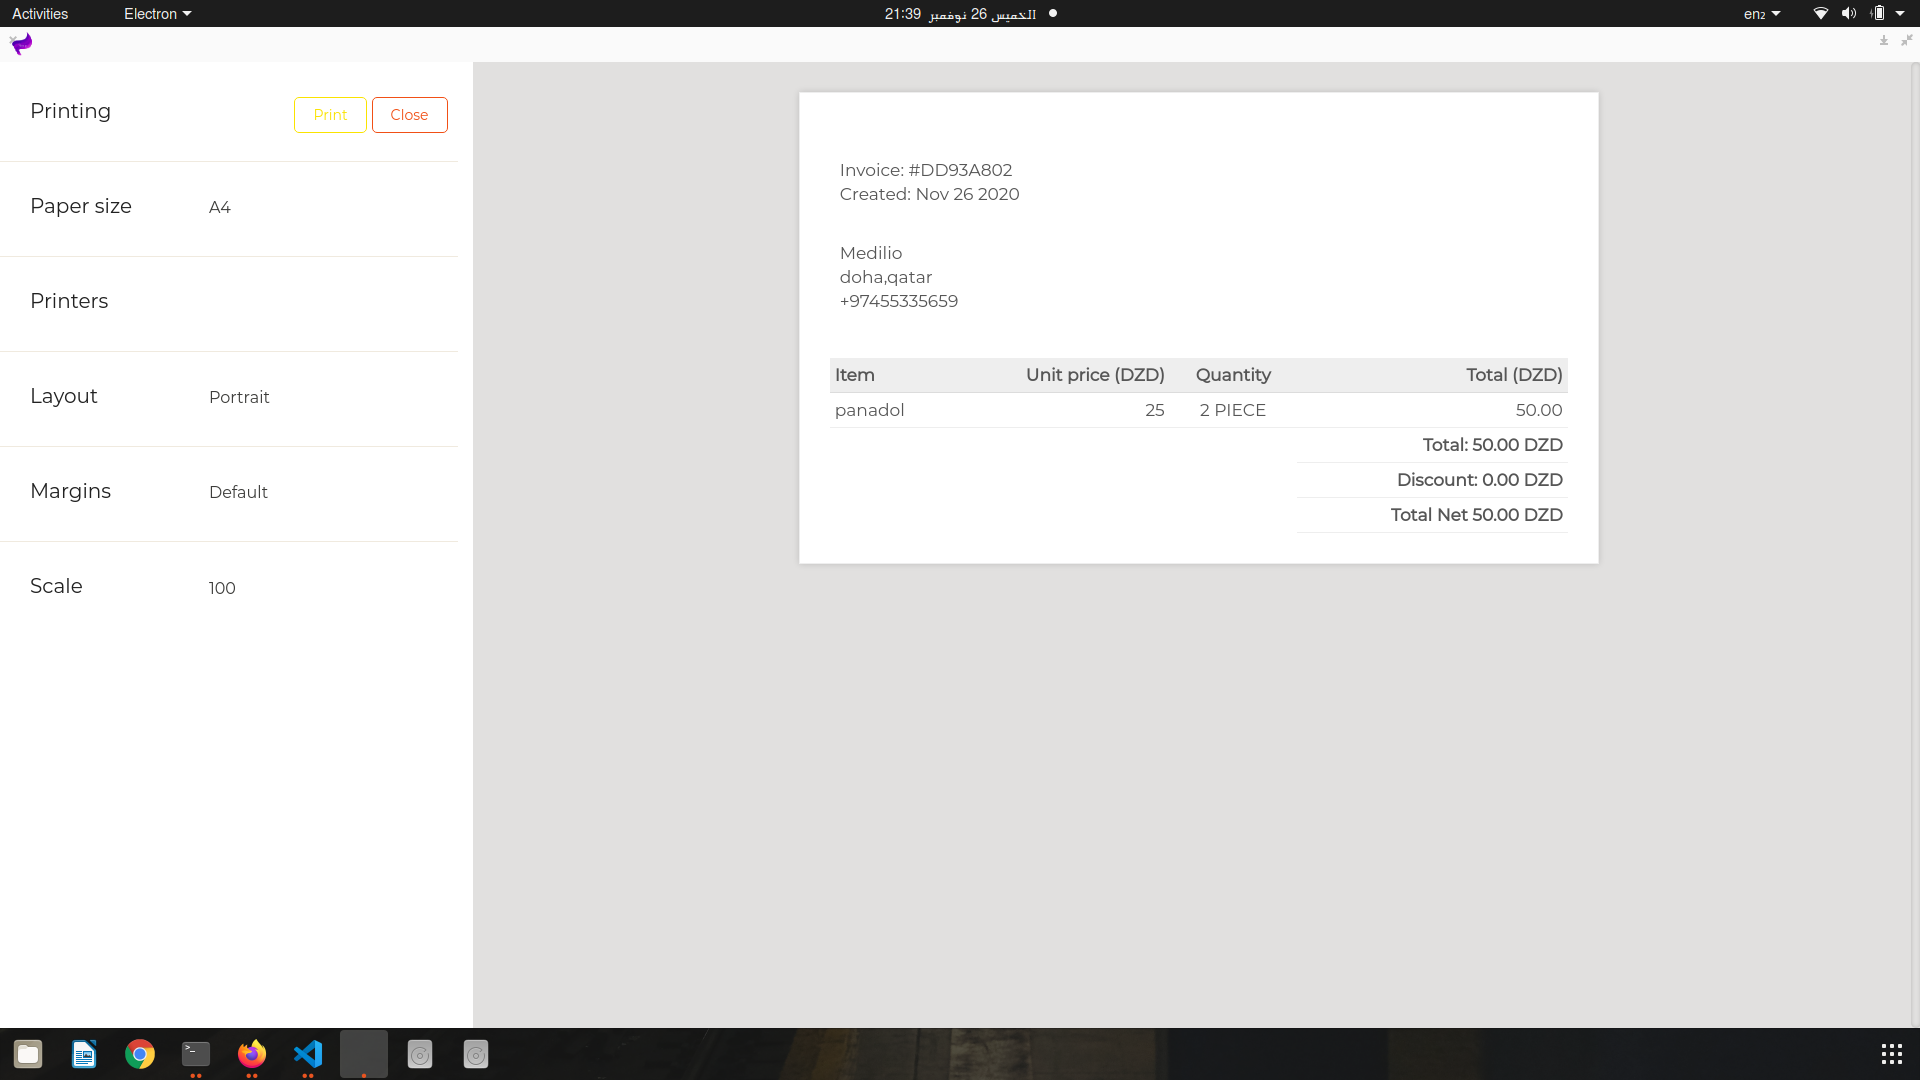 Activities
Electron
الخميس 26 نوفمبر 21:39
en₂
Printing
Print
Close
Paper size
A4
Printers
Layout
Portrait
Margins
Default
Scale
100
Invoice: #DD93A802
Created: Nov 26 2020
Medilio
doha,qatar
+97455335659
Item Unit price (DZD) Quantity Total (DZD)
panadol 25 2 PIECE 50.00
Total: 50.00 DZD
Discount: 0.00 DZD
Total Net 50.00 DZD